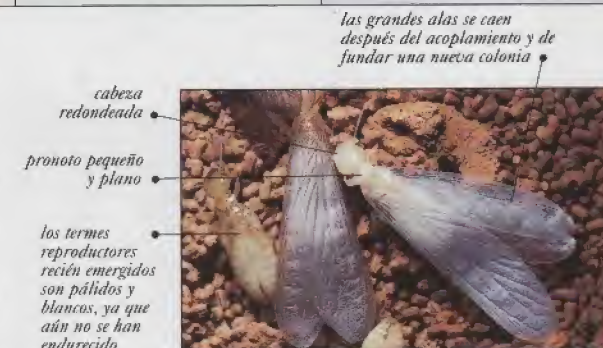 las grandes alas se caen
después del acoplamiento y de
fundar una nueva colonia
cabeza
redondeada
pronoto pequeño
y plano
los termes
reproductores
recién emergidos
son pálidos y
blancos, ya que
aún no se han
endurecido